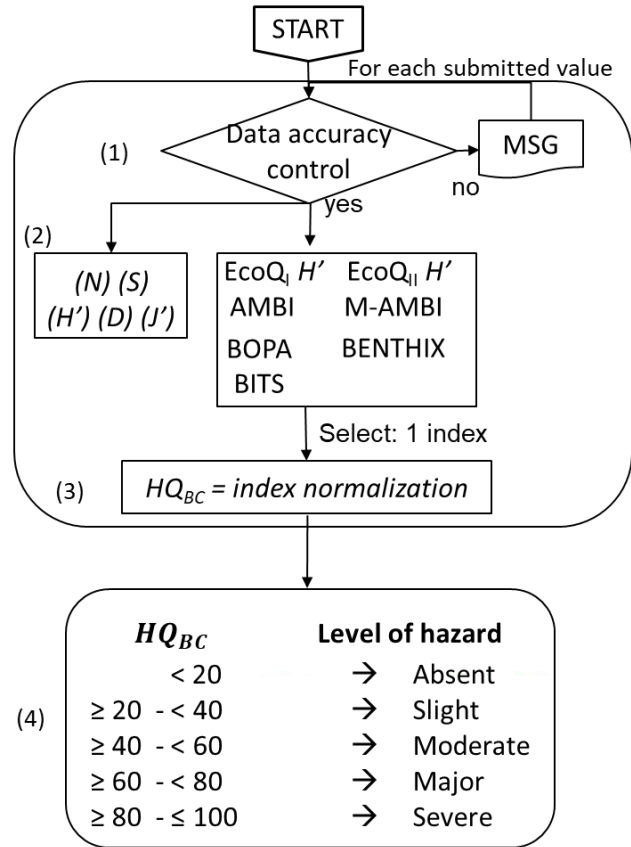 START
For each submitted value
(1)
Data accuracy
control
MSG
no
yes
(2)
(N) (S)
(H') (D) (J')
EcoQI H' EcoQII H'
AMBI M-AMBI
BOPA BENTHIX
BITS
Select: 1 index
(3)
HQBC = index normalization
(4)
HQBC Level of hazard
< 20 → Absent
≥ 20 - < 40 → Slight
≥ 40 - < 60 → Moderate
≥ 60 - < 80 → Major
≥ 80 - ≤ 100 → Severe